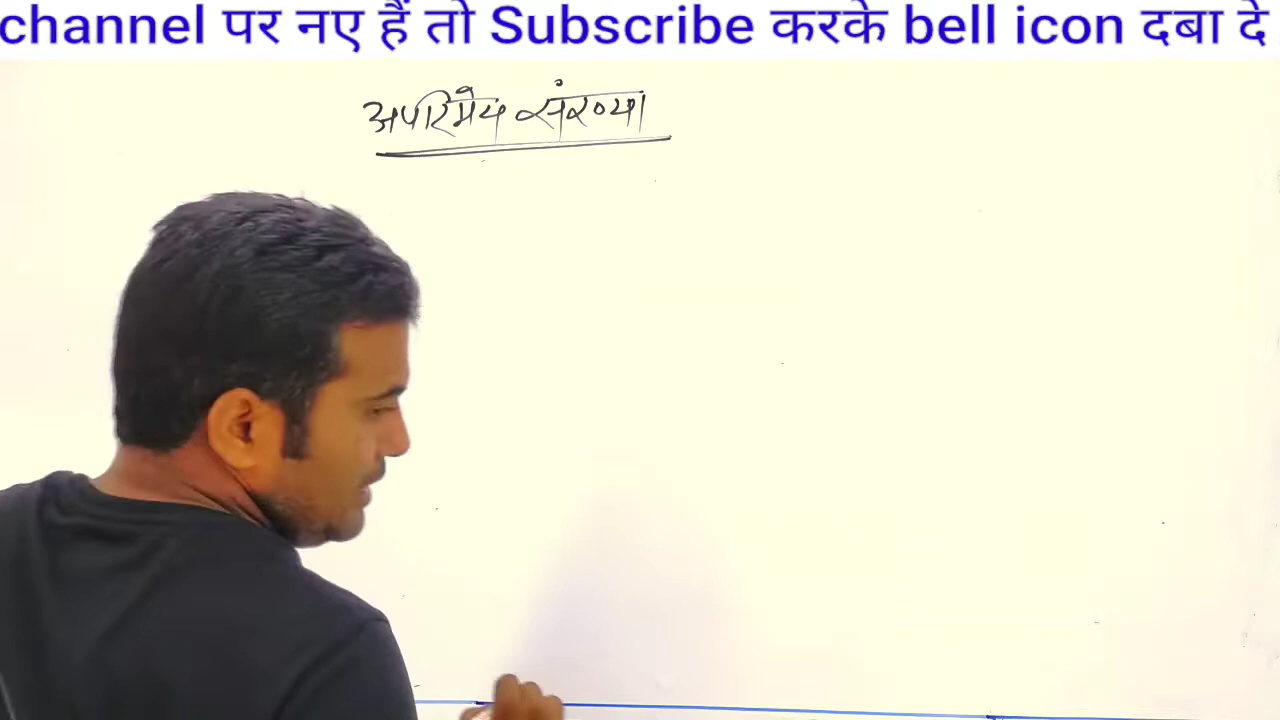 channel पर नए हैं तो Subscribe करके bell icon दबा दे
अपरिमेय संख्या